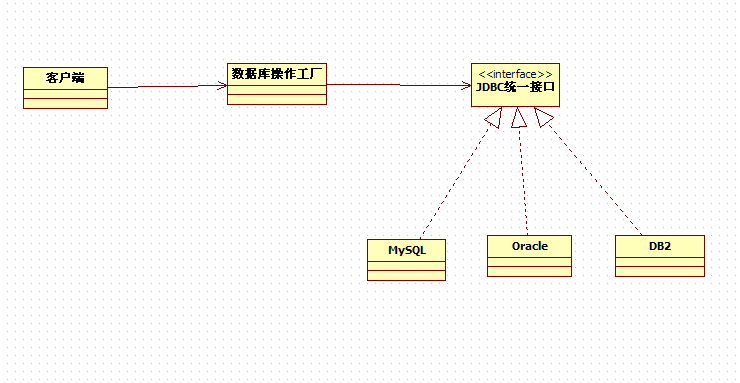 客户端
数据库操作工厂
<<interface>>
JDBC统一接口
MySQL
Oracle
DB2